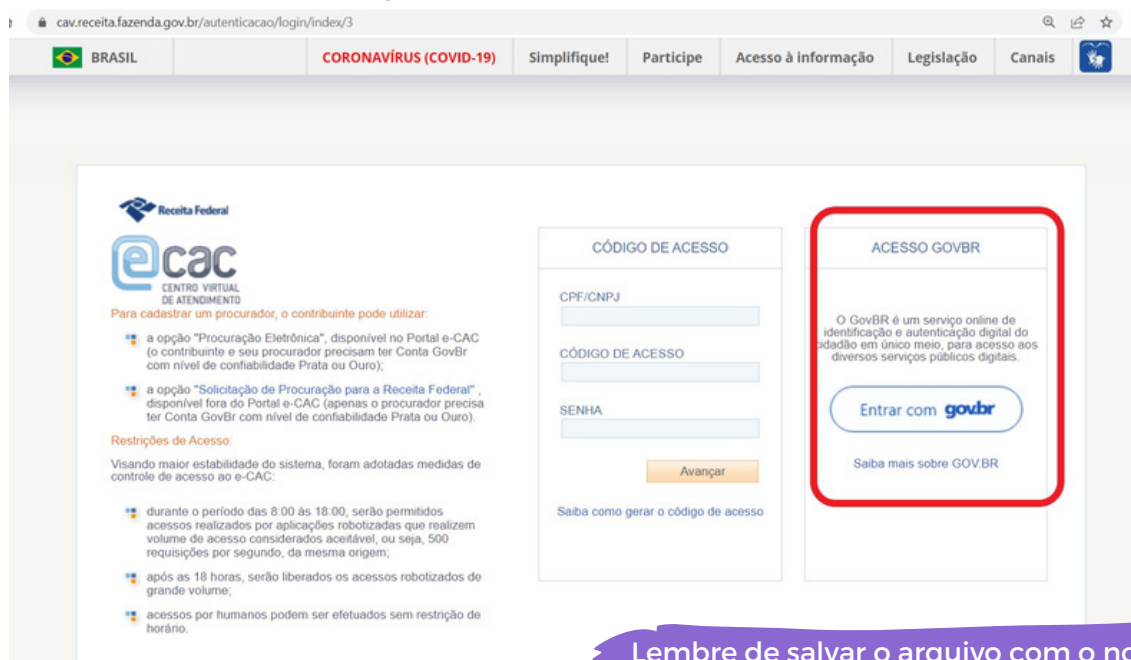 cav.receita.fazenda.gov.br/autenticacao/login/index/3
BRASIL
CORONAVÍRUS (COVID-19)
Simplifique!
Participe
Acesso à informação
Legislação
Canais
Receita Federal
e cac
CENTRO VIRTUAL
DE ATENDIMENTO
Para cadastrar um procurador, o contribuinte pode utilizar:
a opção "Procuração Eletrônica", disponível no Portal e-CAC
(o contribuinte e seu procurador precisam ter Conta GovBr
com nível de confiabilidade Prata ou Ouro);
a opção "Solicitação de Procuração para a Receita Federal" ,
disponível fora do Portal e-CAC (apenas o procurador precisa
ter Conta GovBr com nível de confiabilidade Prata ou Ouro).
Restrições de Acesso:
Visando maior estabilidade do sistema, foram adotadas medidas de
controle de acesso ao e-CAC:
durante o período das 8:00 às 18:00, serão permitidos
acessos realizados por aplicações robotizadas que realizem
volume de acesso considerados aceitável, ou seja, 500
requisições por segundo, da mesma origem;
após as 18 horas, serão liberados os acessos robotizados de
grande volume;
acessos por humanos podem ser efetuados sem restrição de
horário.
CÓDIGO DE ACESSO
CPF/CNPJ
CÓDIGO DE ACESSO
SENHA
Avançar
Saiba como gerar o código de acesso
ACESSO GOVBR
O GovBR é um serviço online de
identificação e autenticação digital do
cidadão em único meio, para acesso aos
diversos serviços públicos digitais.
Entrar com gov.br
Saiba mais sobre GOV.BR
Lembre de salvar o arquivo com o no